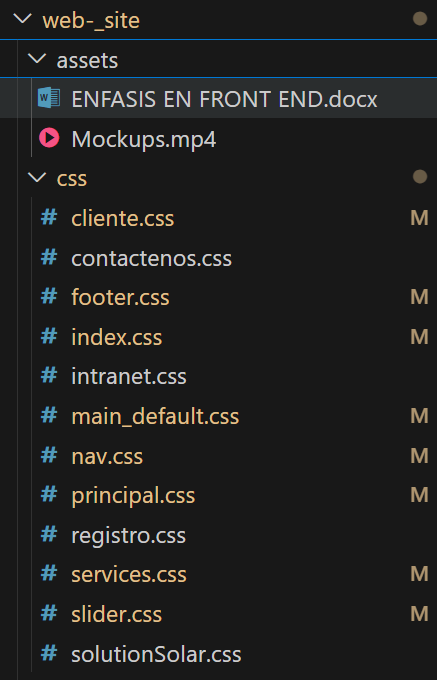 web-_site
assets
ENFASIS EN FRONT END.docx
Mockups.mp4
css
# cliente.css M
# contactenos.css
# footer.css M
# index.css M
# intranet.css
# main_default.css M
# nav.css M
# principal.css M
# registro.css
# services.css M
# slider.css M
# solutionSolar.css